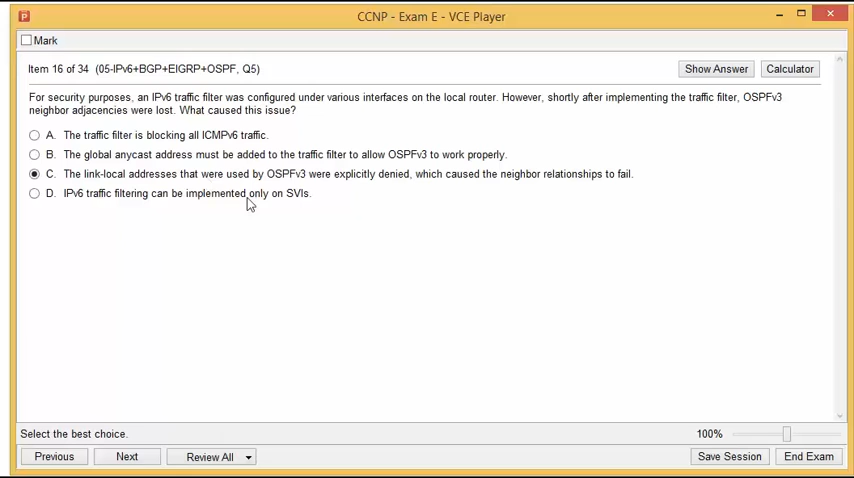 CCNP - Exam E - VCE Player
Mark
Item 16 of 34 (05-IPv6+BGP+EIGRP+OSPF, Q5)
Show Answer
Calculator
For security purposes, an IPv6 traffic filter was configured under various interfaces on the local router. However, shortly after implementing the traffic filter, OSPFv3
neighbor adjacencies were lost. What caused this issue?
A. The traffic filter is blocking all ICMPv6 traffic.
B. The global anycast address must be added to the traffic filter to allow OSPFv3 to work properly.
C. The link-local addresses that were used by OSPFv3 were explicitly denied, which caused the neighbor relationships to fail.
D. IPv6 traffic filtering can be implemented only on SVIs.
Select the best choice.
100%
Previous
Next
Review All
Save Session
End Exam